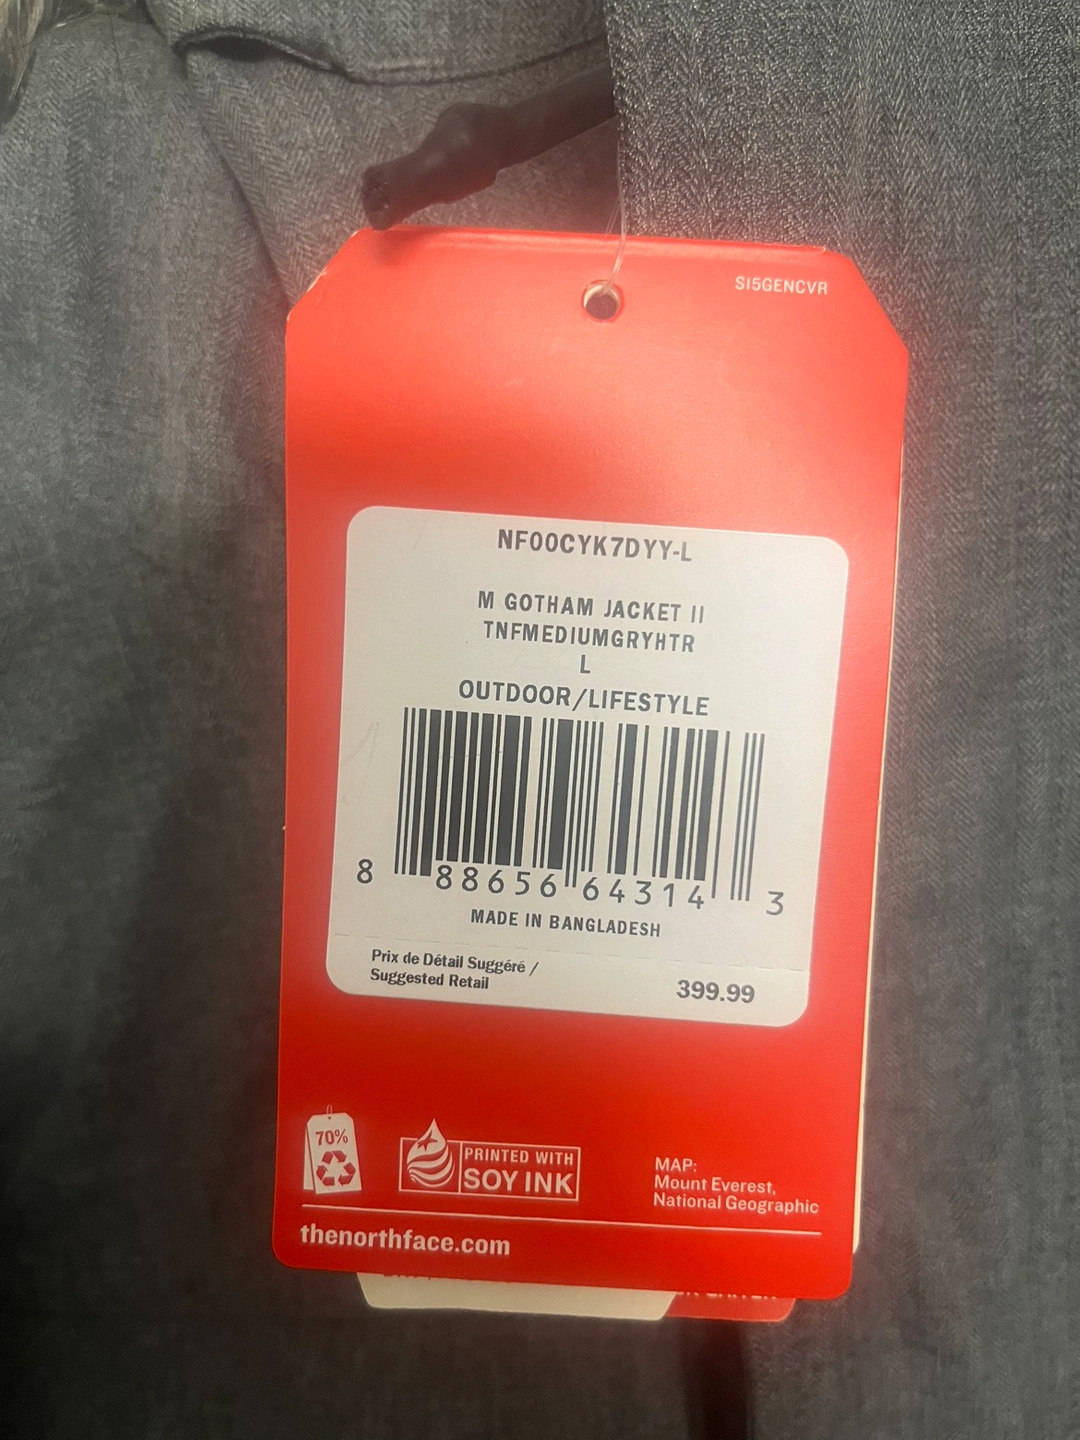 SI5GENCVR
NF00CYK7DYY-L
M GOTHAM JACKET II
TNFMEDIUMGRYHTR
L
OUTDOOR/LIFESTYLE
8 88656 64314 3
MADE IN BANGLADESH
Prix de Détail Suggéré /
Suggested Retail 399.99
70%
PRINTED WITH
SOY INK
MAP:
Mount Everest,
National Geographic
thenorthface.com